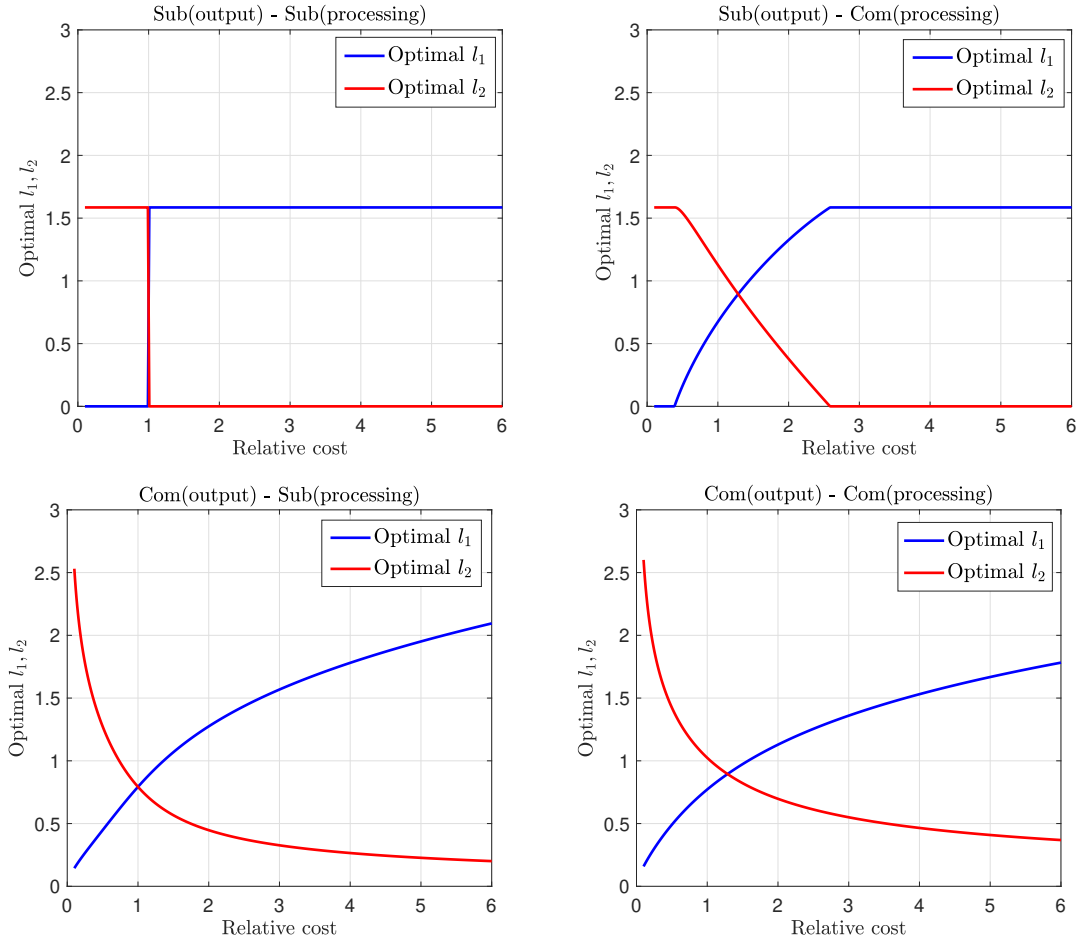 Sub(output) - Sub(processing)
3
2.5
2
1.5
1
0.5
0
Optimal l₁, l₂
Optimal l₁
Optimal l₂
0 1 2 3 4 5 6
Relative cost
Sub(output) - Com(processing)
3
2.5
2
1.5
1
0.5
0
Optimal l₁, l₂
Optimal l₁
Optimal l₂
0 1 2 3 4 5 6
Relative cost
Com(output) - Sub(processing)
3
2.5
2
1.5
1
0.5
0
Optimal l₁, l₂
Optimal l₁
Optimal l₂
0 1 2 3 4 5 6
Relative cost
Com(output) - Com(processing)
3
2.5
2
1.5
1
0.5
0
Optimal l₁, l₂
Optimal l₁
Optimal l₂
0 1 2 3 4 5 6
Relative cost